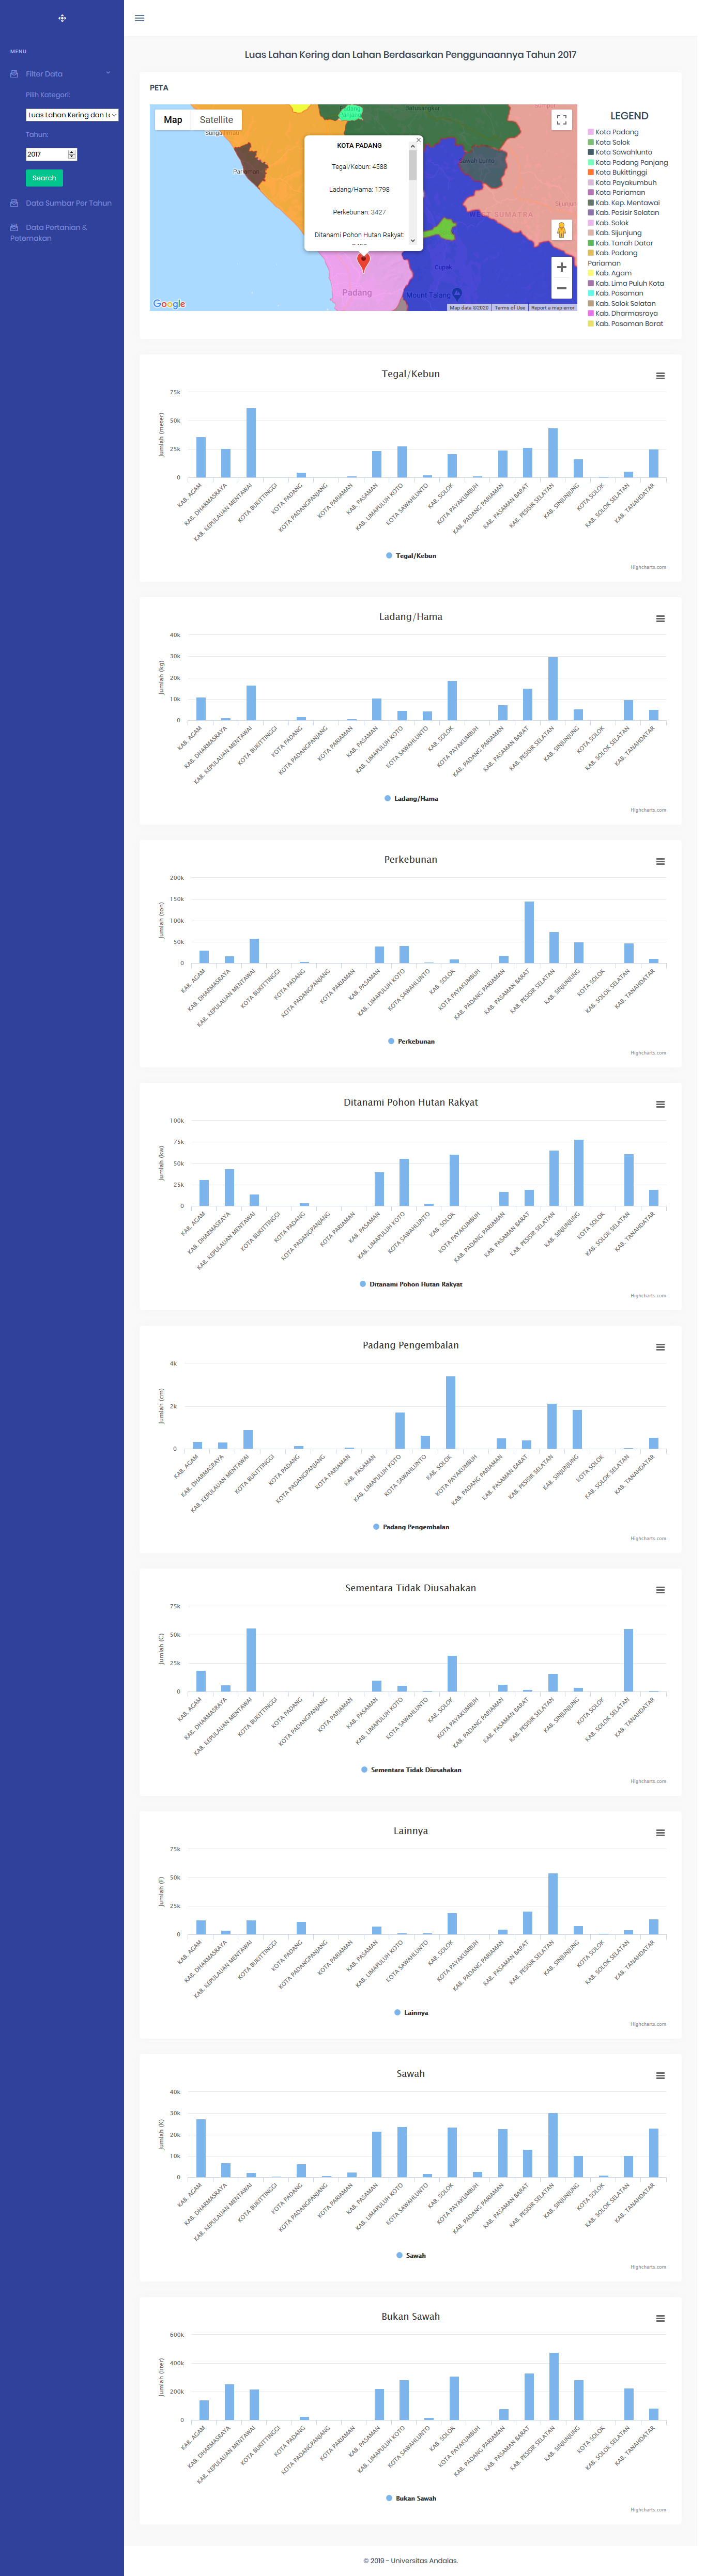 MENU
Filter Data
Pilih Kategori:
Luas Lahan Kering dan L
Tahun:
2017
Search
Data Sumbar Per Tahun
Data Pertanian &
Peternakan
Luas Lahan Kering dan Lahan Berdasarkan Penggunaannya Tahun 2017
PETA
Map
Satellite
KOTA PADANG
Tegal/Kebun: 4588
Ladang/Hama: 1798
Perkebunan: 3427
Ditanami Pohon Hutan Rakyat:
WEST SUMATRA
Padang
Mount Talang
Google
Map data ©2020
Terms of Use
Report a map error
LEGEND
Kota Padang
Kota Solok
Kota Sawahlunto
Kota Padang Panjang
Kota Bukittinggi
Kota Payakumbuh
Kota Pariaman
Kab. Kep. Mentawai
Kab. Pesisir Selatan
Kab. Solok
Kab. Sijunjung
Kab. Tanah Datar
Kab. Padang
Pariaman
Kab. Agam
Kab. Lima Puluh Kota
Kab. Pasaman
Kab. Solok Selatan
Kab. Dharmasraya
Kab. Pasaman Barat
Tegal/Kebun
Jumlah (meter)
75k
50k
25k
0
KAB. AGAM
KAB. DHARMASRAYA
KAB. KEPULAUAN MENTAWAI
KOTA BUKITTINGGI
KOTA PADANG
KOTA PADANGPANJANG
KOTA PARIAMAN
KAB. PASAMAN
KAB. LIMAPULUH KOTO
KOTA SAWAHLUNTO
KAB. SOLOK
KOTA PAYAKUMBUH
KAB. PADANG PARIAMAN
KAB. PASAMAN BARAT
KAB. PESISIR SELATAN
KAB. SINJUNJUNG
KOTA SOLOK
KAB. SOLOK SELATAN
KAB. TANAHDATAR
Tegal/Kebun
Highcharts.com
Ladang/Hama
Jumlah (kg)
40k
30k
20k
10k
0
KAB. AGAM
KAB. DHARMASRAYA
KAB. KEPULAUAN MENTAWAI
KOTA BUKITTINGGI
KOTA PADANG
KOTA PADANGPANJANG
KOTA PARIAMAN
KAB. PASAMAN
KAB. LIMAPULUH KOTO
KOTA SAWAHLUNTO
KAB. SOLOK
KOTA PAYAKUMBUH
KAB. PADANG PARIAMAN
KAB. PASAMAN BARAT
KAB. PESISIR SELATAN
KAB. SINJUNJUNG
KOTA SOLOK
KAB. SOLOK SELATAN
KAB. TANAHDATAR
Ladang/Hama
Highcharts.com
Perkebunan
Jumlah (ton)
200k
150k
100k
50k
0
KAB. AGAM
KAB. DHARMASRAYA
KAB. KEPULAUAN MENTAWAI
KOTA BUKITTINGGI
KOTA PADANG
KOTA PADANGPANJANG
KOTA PARIAMAN
KAB. PASAMAN
KAB. LIMAPULUH KOTO
KOTA SAWAHLUNTO
KAB. SOLOK
KOTA PAYAKUMBUH
KAB. PADANG PARIAMAN
KAB. PASAMAN BARAT
KAB. PESISIR SELATAN
KAB. SINJUNJUNG
KOTA SOLOK
KAB. SOLOK SELATAN
KAB. TANAHDATAR
Perkebunan
Highcharts.com
Ditanami Pohon Hutan Rakyat
Jumlah (kw)
100k
75k
50k
25k
0
KAB. AGAM
KAB. DHARMASRAYA
KAB. KEPULAUAN MENTAWAI
KOTA BUKITTINGGI
KOTA PADANG
KOTA PADANGPANJANG
KOTA PARIAMAN
KAB. PASAMAN
KAB. LIMAPULUH KOTO
KOTA SAWAHLUNTO
KAB. SOLOK
KOTA PAYAKUMBUH
KAB. PADANG PARIAMAN
KAB. PASAMAN BARAT
KAB. PESISIR SELATAN
KAB. SINJUNJUNG
KOTA SOLOK
KAB. SOLOK SELATAN
KAB. TANAHDATAR
Ditanami Pohon Hutan Rakyat
Highcharts.com
Padang Pengembalan
Jumlah (cm)
4k
2k
0
KAB. AGAM
KAB. DHARMASRAYA
KAB. KEPULAUAN MENTAWAI
KOTA BUKITTINGGI
KOTA PADANG
KOTA PADANGPANJANG
KOTA PARIAMAN
KAB. PASAMAN
KAB. LIMAPULUH KOTO
KOTA SAWAHLUNTO
KAB. SOLOK
KOTA PAYAKUMBUH
KAB. PADANG PARIAMAN
KAB. PASAMAN BARAT
KAB. PESISIR SELATAN
KAB. SINJUNJUNG
KOTA SOLOK
KAB. SOLOK SELATAN
KAB. TANAHDATAR
Padang Pengembalan
Highcharts.com
Sementara Tidak Diusahakan
Jumlah (C)
75k
50k
25k
0
KAB. AGAM
KAB. DHARMASRAYA
KAB. KEPULAUAN MENTAWAI
KOTA BUKITTINGGI
KOTA PADANG
KOTA PADANGPANJANG
KOTA PARIAMAN
KAB. PASAMAN
KAB. LIMAPULUH KOTO
KOTA SAWAHLUNTO
KAB. SOLOK
KOTA PAYAKUMBUH
KAB. PADANG PARIAMAN
KAB. PASAMAN BARAT
KAB. PESISIR SELATAN
KAB. SINJUNJUNG
KOTA SOLOK
KAB. SOLOK SELATAN
KAB. TANAHDATAR
Sementara Tidak Diusahakan
Highcharts.com
Lainnya
Jumlah (F)
75k
50k
25k
0
KAB. AGAM
KAB. DHARMASRAYA
KAB. KEPULAUAN MENTAWAI
KOTA BUKITTINGGI
KOTA PADANG
KOTA PADANGPANJANG
KOTA PARIAMAN
KAB. PASAMAN
KAB. LIMAPULUH KOTO
KOTA SAWAHLUNTO
KAB. SOLOK
KOTA PAYAKUMBUH
KAB. PADANG PARIAMAN
KAB. PASAMAN BARAT
KAB. PESISIR SELATAN
KAB. SINJUNJUNG
KOTA SOLOK
KAB. SOLOK SELATAN
KAB. TANAHDATAR
Lainnya
Highcharts.com
Sawah
Jumlah (K)
40k
30k
20k
10k
0
KAB. AGAM
KAB. DHARMASRAYA
KAB. KEPULAUAN MENTAWAI
KOTA BUKITTINGGI
KOTA PADANG
KOTA PADANGPANJANG
KOTA PARIAMAN
KAB. PASAMAN
KAB. LIMAPULUH KOTO
KOTA SAWAHLUNTO
KAB. SOLOK
KOTA PAYAKUMBUH
KAB. PADANG PARIAMAN
KAB. PASAMAN BARAT
KAB. PESISIR SELATAN
KAB. SINJUNJUNG
KOTA SOLOK
KAB. SOLOK SELATAN
KAB. TANAHDATAR
Sawah
Highcharts.com
Bukan Sawah
Jumlah (liter)
600k
400k
200k
0
KAB. AGAM
KAB. DHARMASRAYA
KAB. KEPULAUAN MENTAWAI
KOTA BUKITTINGGI
KOTA PADANG
KOTA PADANGPANJANG
KOTA PARIAMAN
KAB. PASAMAN
KAB. LIMAPULUH KOTO
KOTA SAWAHLUNTO
KAB. SOLOK
KOTA PAYAKUMBUH
KAB. PADANG PARIAMAN
KAB. PASAMAN BARAT
KAB. PESISIR SELATAN
KAB. SINJUNJUNG
KOTA SOLOK
KAB. SOLOK SELATAN
KAB. TANAHDATAR
Bukan Sawah
Highcharts.com
© 2019 - Universitas Andalas.